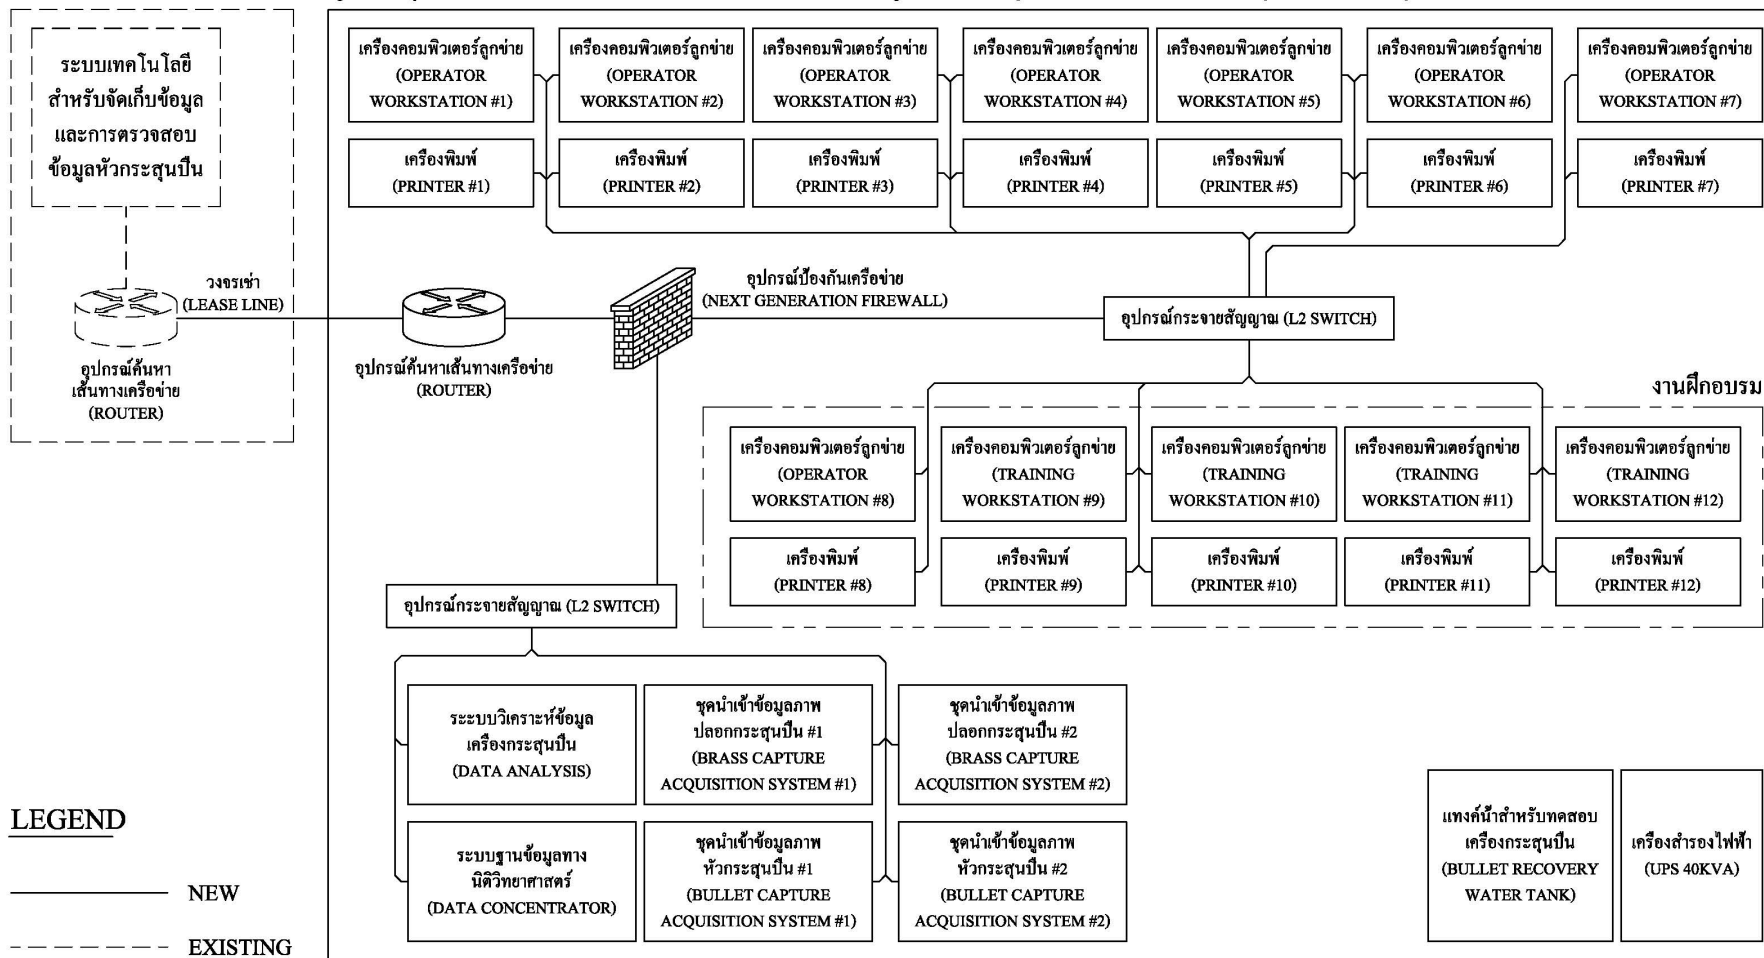 ระบบเทคโนโลยี
สำหรับจัดเก็บข้อมูล
และการตรวจสอบ
ข้อมูลหัวกระสุนปืน
เครื่องคอมพิวเตอร์ลูกข่าย
(OPERATOR
WORKSTATION #1)
เครื่องคอมพิวเตอร์ลูกข่าย
(OPERATOR
WORKSTATION #2)
เครื่องคอมพิวเตอร์ลูกข่าย
(OPERATOR
WORKSTATION #3)
เครื่องคอมพิวเตอร์ลูกข่าย
(OPERATOR
WORKSTATION #4)
เครื่องคอมพิวเตอร์ลูกข่าย
(OPERATOR
WORKSTATION #5)
เครื่องคอมพิวเตอร์ลูกข่าย
(OPERATOR
WORKSTATION #6)
เครื่องคอมพิวเตอร์ลูกข่าย
(OPERATOR
WORKSTATION #7)
เครื่องพิมพ์
(PRINTER #1)
เครื่องพิมพ์
(PRINTER #2)
เครื่องพิมพ์
(PRINTER #3)
เครื่องพิมพ์
(PRINTER #4)
เครื่องพิมพ์
(PRINTER #5)
เครื่องพิมพ์
(PRINTER #6)
เครื่องพิมพ์
(PRINTER #7)
วงจรเช่า
(LEASE LINE)
อุปกรณ์ค้นหา
เส้นทางเครือข่าย
(ROUTER)
อุปกรณ์ค้นหาเส้นทางเครือข่าย
(ROUTER)
อุปกรณ์ป้องกันเครือข่าย
(NEXT GENERATION FIREWALL)
อุปกรณ์กระจายสัญญาณ (L2 SWITCH)
งานฝึกอบรม
เครื่องคอมพิวเตอร์ลูกข่าย
(OPERATOR
WORKSTATION #8)
เครื่องคอมพิวเตอร์ลูกข่าย
(TRAINING
WORKSTATION #9)
เครื่องคอมพิวเตอร์ลูกข่าย
(TRAINING
WORKSTATION #10)
เครื่องคอมพิวเตอร์ลูกข่าย
(TRAINING
WORKSTATION #11)
เครื่องคอมพิวเตอร์ลูกข่าย
(TRAINING
WORKSTATION #12)
เครื่องพิมพ์
(PRINTER #8)
เครื่องพิมพ์
(PRINTER #9)
เครื่องพิมพ์
(PRINTER #10)
เครื่องพิมพ์
(PRINTER #11)
เครื่องพิมพ์
(PRINTER #12)
อุปกรณ์กระจายสัญญาณ (L2 SWITCH)
ระะบบวิเคราะห์ข้อมูล
เครื่องกระสุนปืน
(DATA ANALYSIS)
ชุดนำเข้าข้อมูลภาพ
ปลอกกระสุนปืน #1
(BRASS CAPTURE
ACQUISITION SYSTEM #1)
ชุดนำเข้าข้อมูลภาพ
ปลอกกระสุนปืน #2
(BRASS CAPTURE
ACQUISITION SYSTEM #2)
ระบบฐานข้อมูลทาง
นิติวิทยาศาสตร์
(DATA CONCENTRATOR)
ชุดนำเข้าข้อมูลภาพ
หัวกระสุนปืน #1
(BULLET CAPTURE
ACQUISITION SYSTEM #1)
ชุดนำเข้าข้อมูลภาพ
หัวกระสุนปืน #2
(BULLET CAPTURE
ACQUISITION SYSTEM #2)
แทงค์น้ำสำหรับทดสอบ
เครื่องกระสุนปืน
(BULLET RECOVERY
WATER TANK)
เครื่องสำรองไฟฟ้า
(UPS 40KVA)
LEGEND
NEW
EXISTING